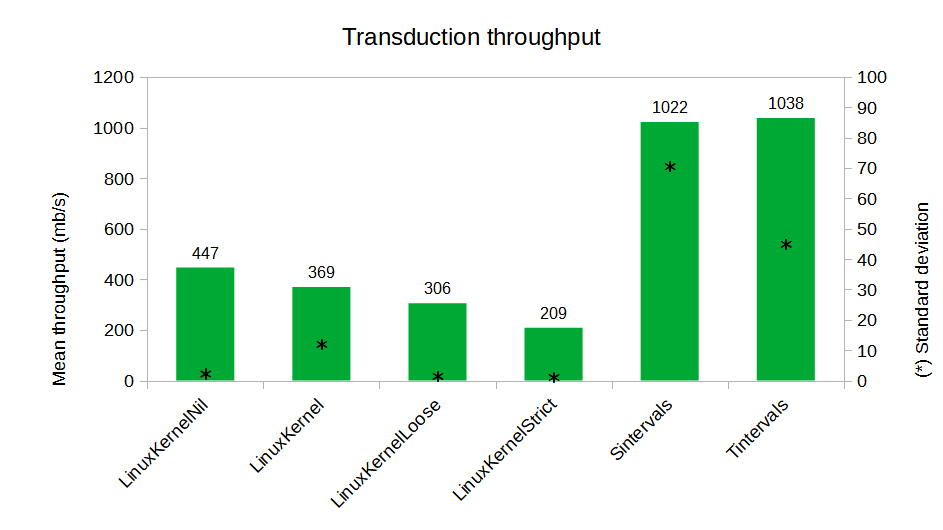 Transduction throughput
Mean throughput (mb/s)
1200
1000
800
600
400
200
0
447
369
306
209
1022
1038
100
90
80
70
60
50
40
30
20
10
0
(*) Standard deviation
LinuxKernelNil
LinuxKernel
LinuxKernelLoose
LinuxKernelStrict
Sintervals
Tintervals